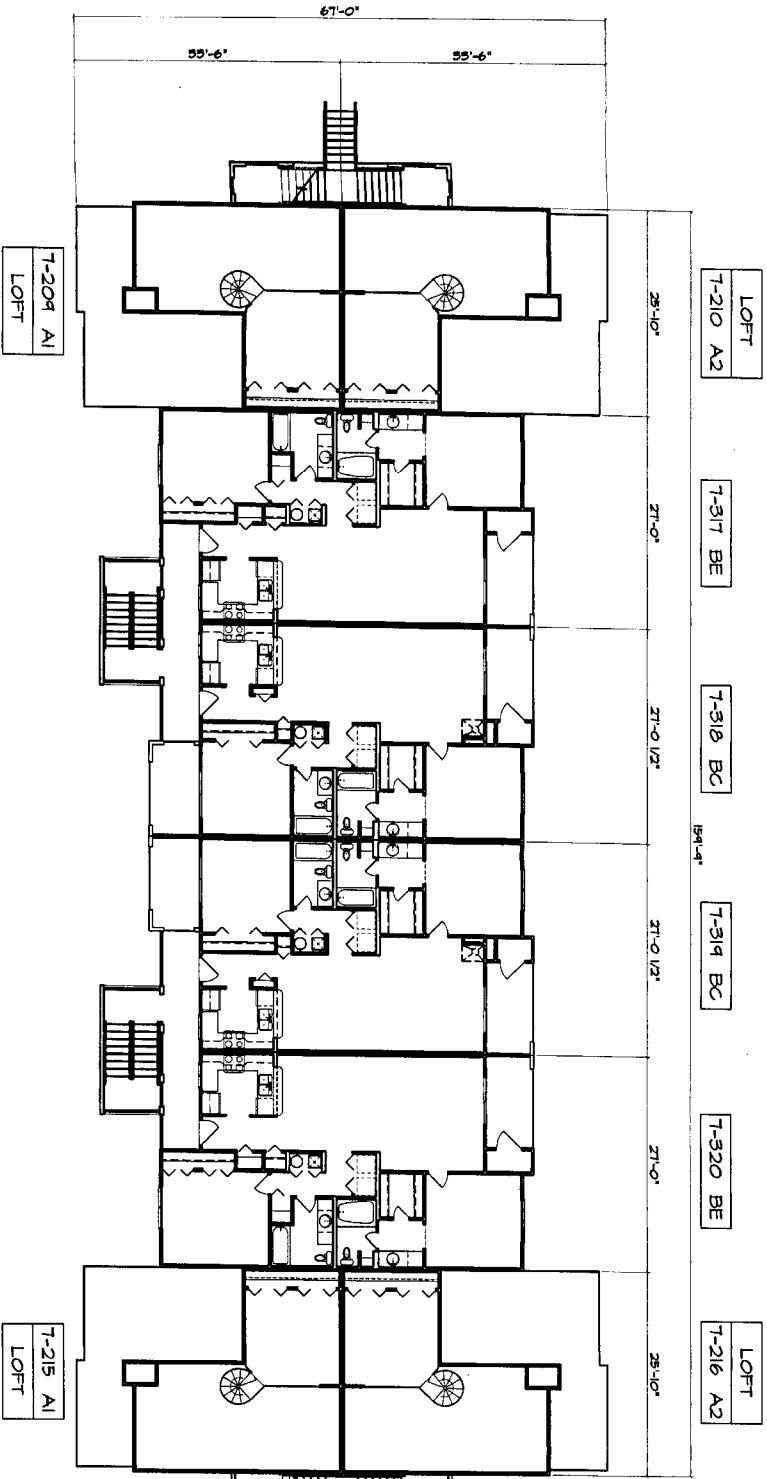 67'-0"
33'-6"
33'-6"
LOFT
7-210 A2
7-317 BE
7-318 BC
7-319 BC
7-320 BE
LOFT
7-216 A2
159'-9"
25'-10"
27'-0"
27'-0 1/2"
27'-0 1/2"
27'-0"
25'-10"
7-209 A1
LOFT
7-215 A1
LOFT